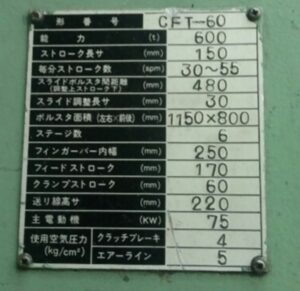 形番号 CFT-60
能力 (t) 600
ストローク長サ (mm) 150
毎分ストローク数 (spm) 30~55
スライドボルスタ間距離 (調整上ストローク下) (mm) 480
スライド調整長サ (mm) 30
ボルスタ面積 (左右×前後) (mm) 1150×800
ステージ数 6
フィンガーバー内幅 (mm) 250
フィードストローク (mm) 170
クランプストローク (mm) 60
送り線高サ (mm) 220
主電動機 (KW) 75
使用空気圧力 (kg/cm²) クラッチブレーキ 4
エアーライン 5